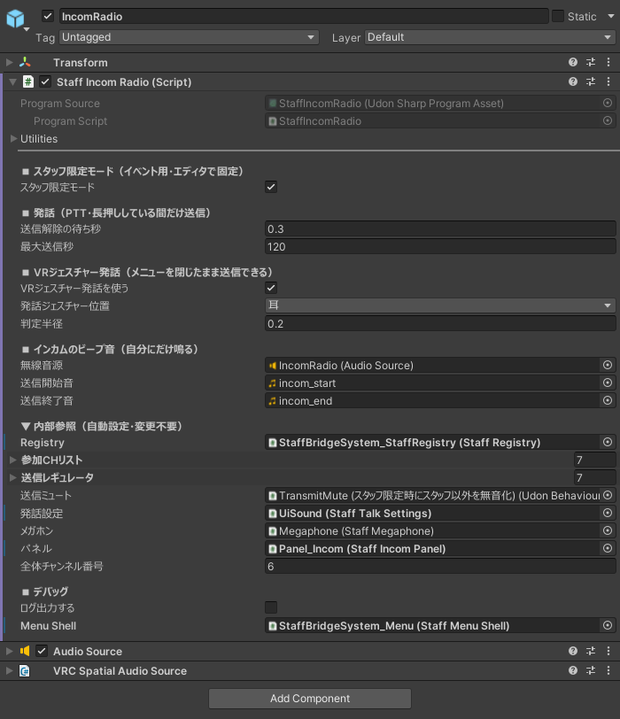 IncomRadio
Static
Tag Untagged
Layer Default
Transform
# Staff Incom Radio (Script)
Program Source StaffIncomRadio (Udon Sharp Program Asset)
Program Script StaffIncomRadio
Utilities
■ スタッフ限定モード（イベント用・エディタで固定）
スタッフ限定モード
■ 発話（PTT・長押ししている間だけ送信）
送信解除の待ち秒 0.3
最大送信秒 120
■ VRジェスチャー発話（メニューを閉じたまま送信できる）
VRジェスチャー発話を使う
発話ジェスチャー位置 耳
判定半径 0.2
■ インカムのビープ音（自分にだけ鳴る）
無線音源 IncomRadio (Audio Source)
送信開始音 incom_start
送信終了音 incom_end
▼ 内部参照（自動設定・変更不要）
Registry StaffBridgeSystem_StaffRegistry (Staff Registry)
参加CHリスト 7
送信レギュレータ 7
送信ミュート TransmitMute (スタッフ限定時にスタッフ以外を無音化) (Udon Behaviour
発話設定 UiSound (Staff Talk Settings)
メガホン Megaphone (Staff Megaphone)
パネル Panel_Incom (Staff Incom Panel)
全体チャンネル番号 6
■ デバッグ
ログ出力する
Menu Shell StaffBridgeSystem_Menu (Staff Menu Shell)
Audio Source
VRC Spatial Audio Source
Add Component